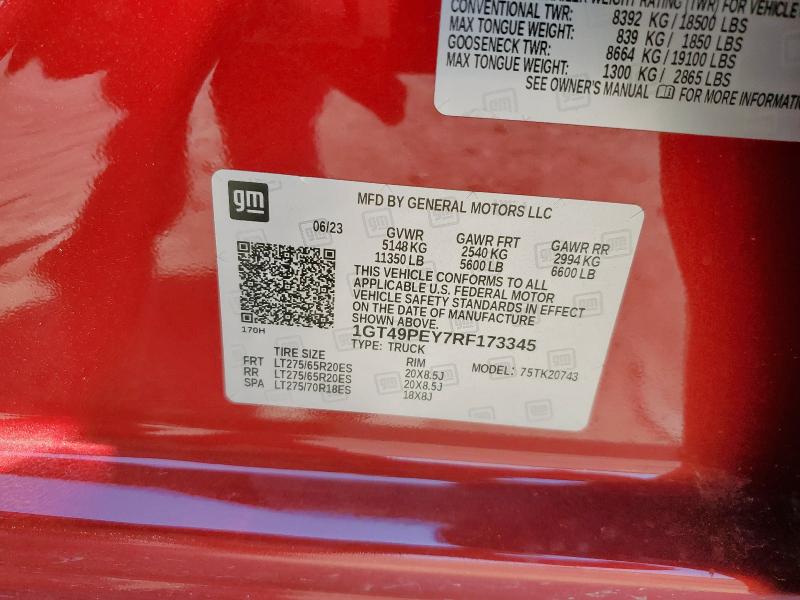 CONVENTIONAL TWR: 8392 KG / 18500 LBS
MAX TONGUE WEIGHT: 839 KG / 1850 LBS
GOOSENECK TWR: 8664 KG / 19100 LBS
MAX TONGUE WEIGHT: 1300 KG / 2865 LBS
SEE OWNER'S MANUAL FOR MORE INFORMATIO
gm
MFD BY GENERAL MOTORS LLC
06/23
GVWR GAWR FRT GAWR RR
5148 KG 2540 KG 2994 KG
11350 LB 5600 LB 6600 LB
THIS VEHICLE CONFORMS TO ALL
APPLICABLE U.S. FEDERAL MOTOR
VEHICLE SAFETY STANDARDS IN EFFECT
ON THE DATE OF MANUFACTURE
SHOWN ABOVE.
170H
1GT49PEY7RF173345
TYPE: TRUCK
TIRE SIZE RIM MODEL: 75TK20743
FRT LT275/65R20ES 20X8.5J
RR LT275/65R20ES 20X8.5J
SPA LT275/70R18ES 18X8J